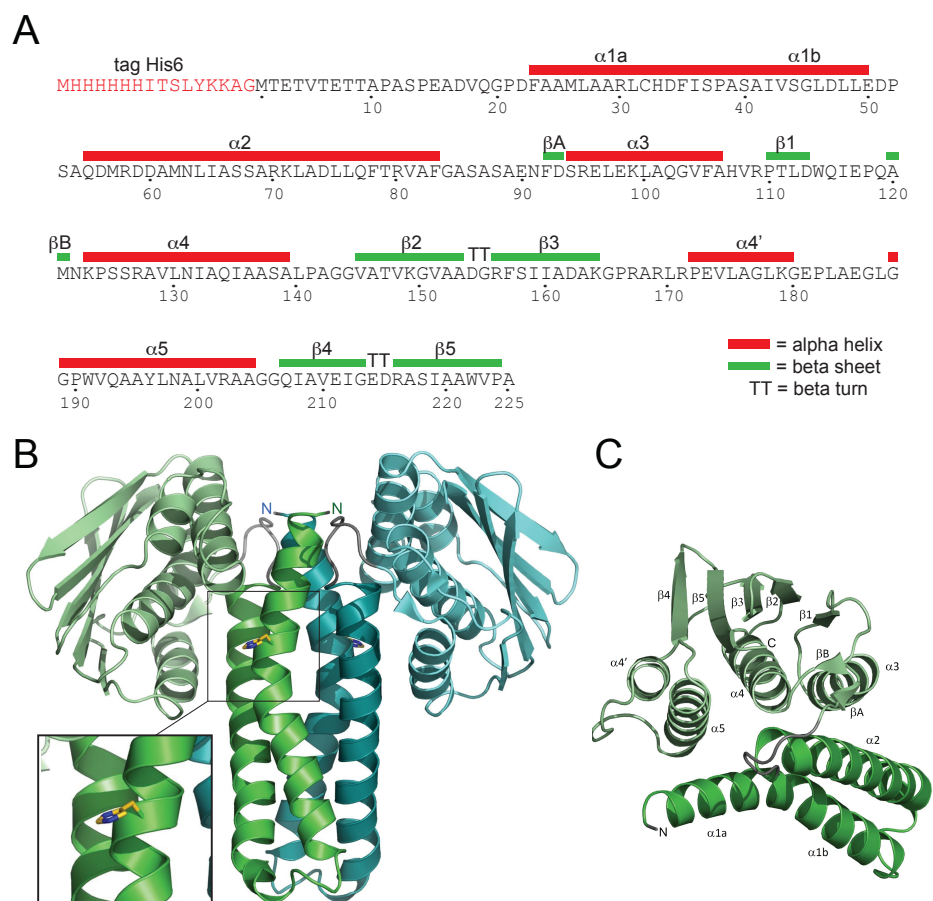 A
tag His6 α1a α1b
MHHHHHHITSLYKKAGMTETVTETTAPASPEADVQGPDFAAMLAARLCHDFISPASAIVSGLDLLEDP
10 20 30 40 50
α2 βA α3 β1
SAQDMRDDAMNLIASSARKLADLLQFTRVAFGASASAENFDSRELEKLAQGVFAHVRPTLDWQIEPQA
60 70 80 90 100 110 120
βB α4 β2 TT β3 α4'
MNKPSSRAVLNIAQIAASALPAGGVATVKGVAADGRFSIIADAKGPRARLRPEVLAGLKGEPLAEGLG
130 140 150 160 170 180
α5 β4 TT β5
GPWVQAAYLNALVRAAGGQIAVEIGEDRASIAAWVPA
190 200 210 220 225
= alpha helix
= beta sheet
TT = beta turn
B
N N
C
β4 β5 β3 β2 β1
C
α4' α4 βB α3
α5 βA
α2
N α1a α1b